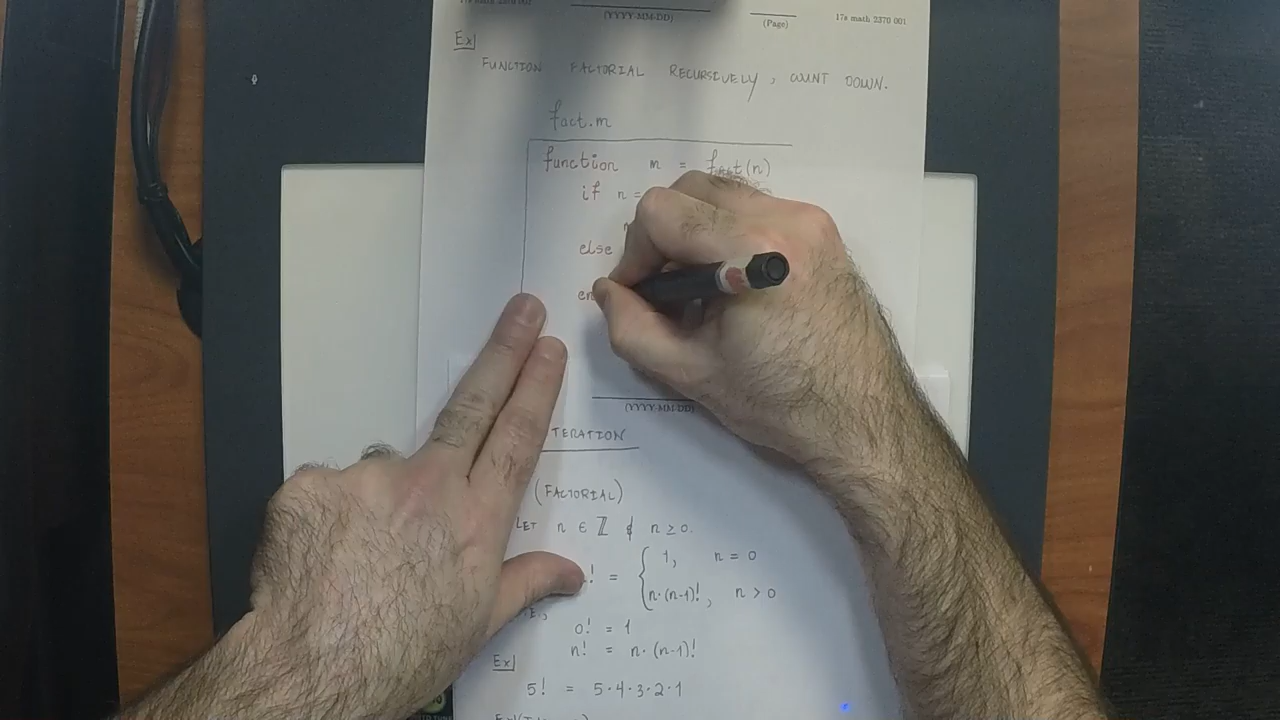 (YYYY-MM-DD)
(Page)
17s math 2370 001
Ex
FUNCTION FACTORIAL RECURSIVELY, COUNT DOWN.
fact.m
function m = fact(n)
if n =
else
(YYYY-MM-DD)
TERATION
(FACTORIAL)
LET n ∈ ℤ & n ≥ 0.
! = { 1, n = 0
n·(n-1)!, n > 0
0! = 1
n! = n·(n-1)!
Ex
5! = 5·4·3·2·1